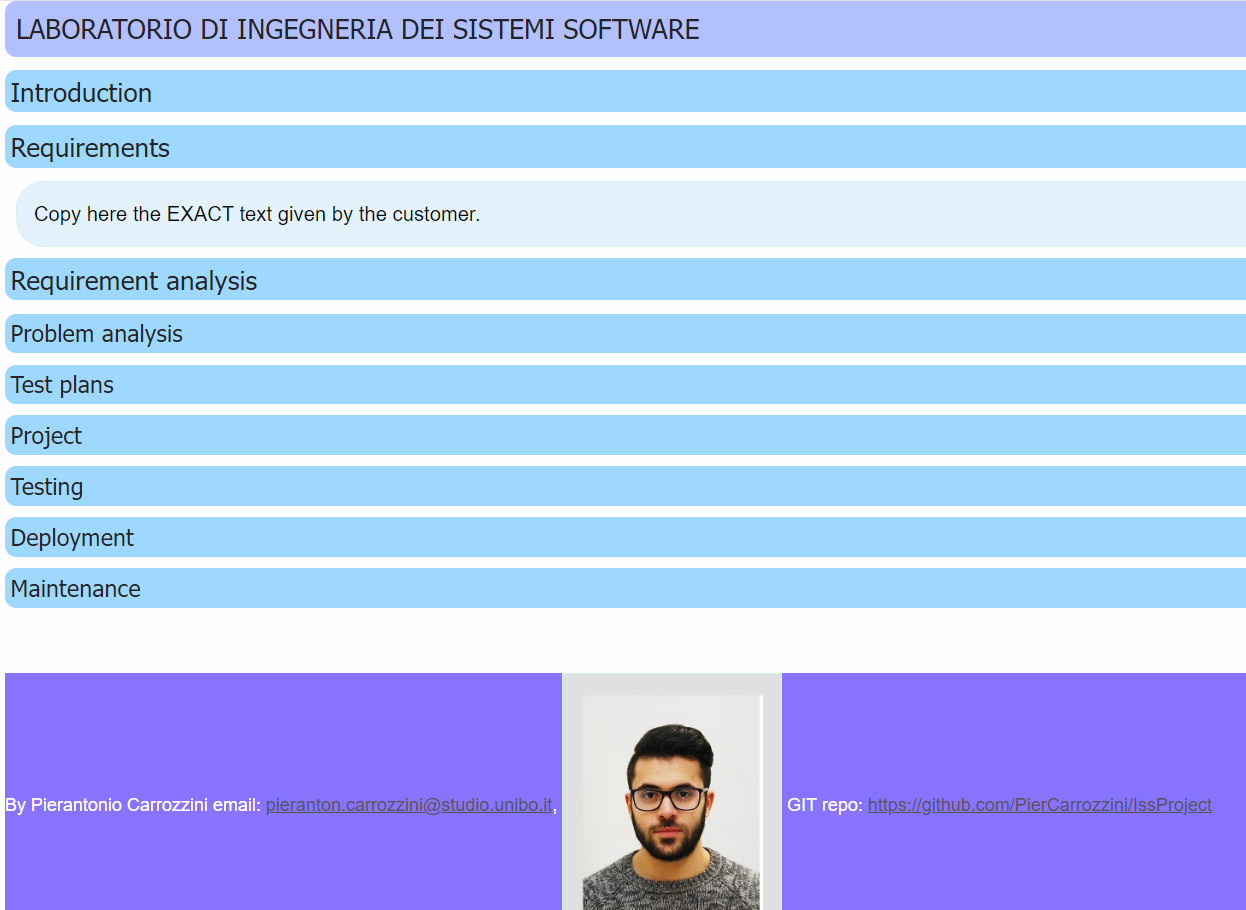 LABORATORIO DI INGEGNERIA DEI SISTEMI SOFTWARE
Introduction
Requirements
Copy here the EXACT text given by the customer.
Requirement analysis
Problem analysis
Test plans
Project
Testing
Deployment
Maintenance
By Pierantonio Carrozzini email: pieranton.carrozzini@studio.unibo.it,
GIT repo: https://github.com/PierCarrozzini/IssProject